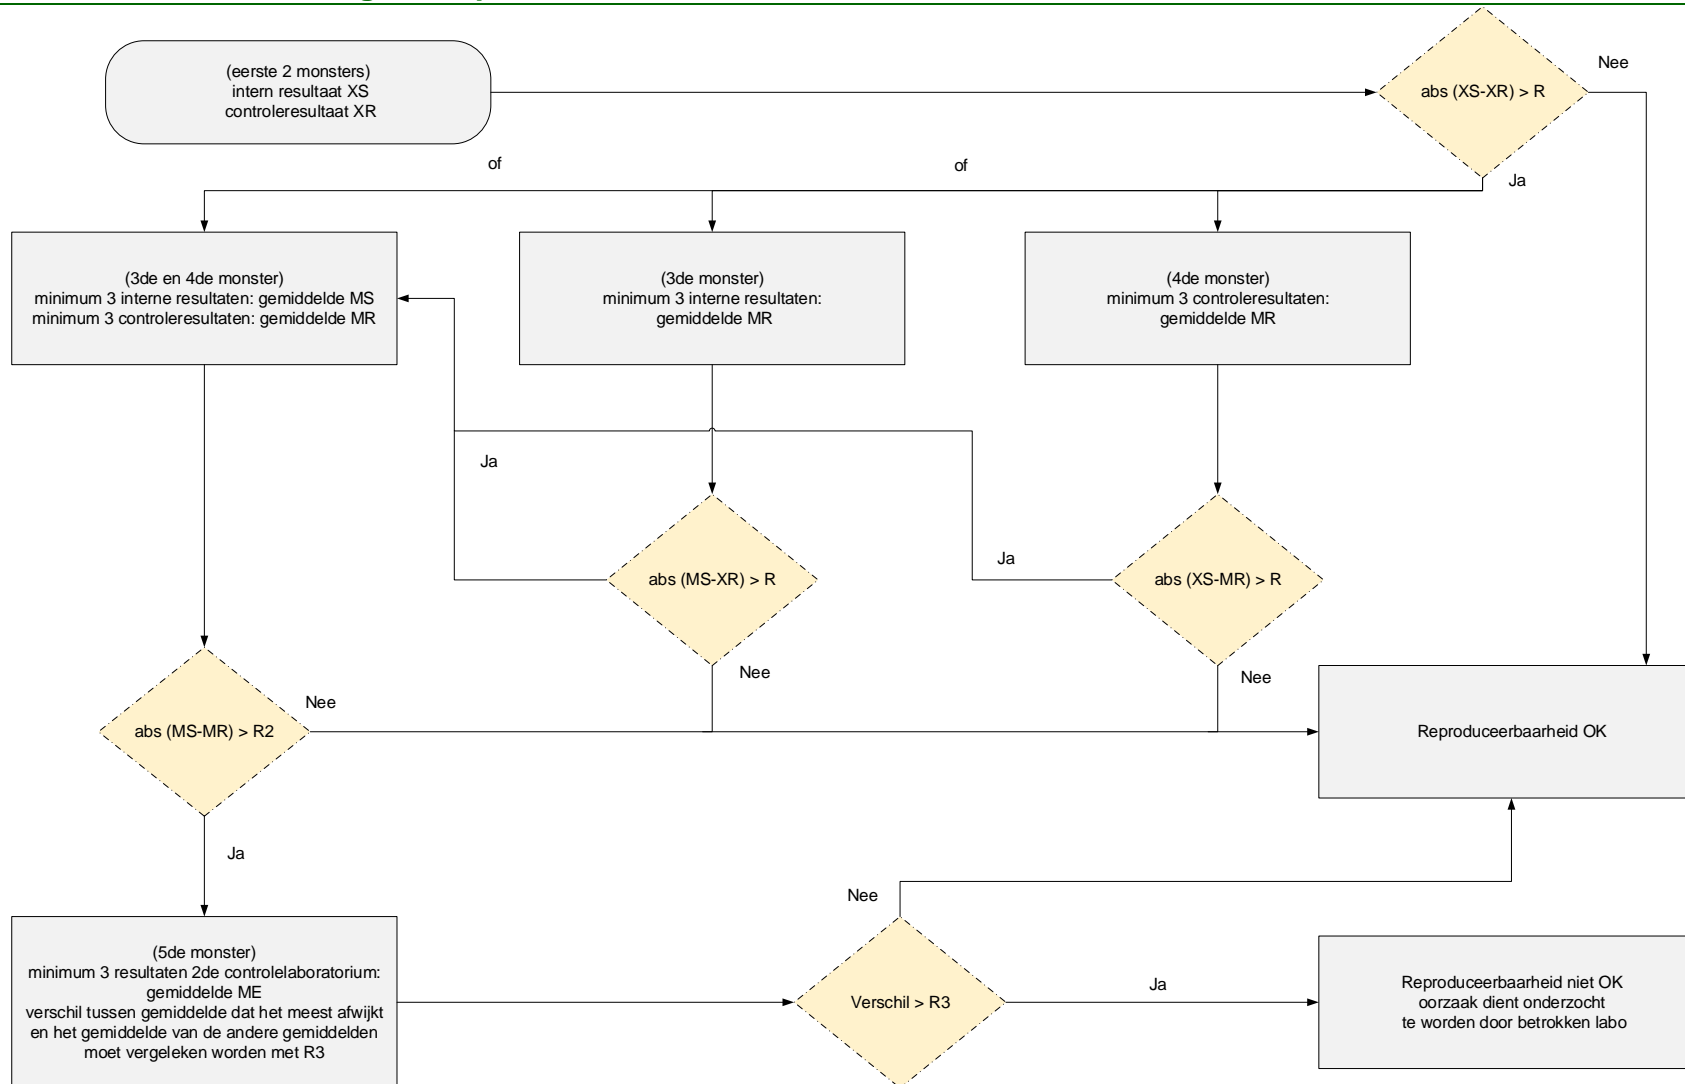 (eerste 2 monsters)
intern resultaat XS
controleresultaat XR
abs (XS-XR) > R
Nee
Ja
of
of
(3de en 4de monster)
minimum 3 interne resultaten: gemiddelde MS
minimum 3 controleresultaten: gemiddelde MR
(3de monster)
minimum 3 interne resultaten:
gemiddelde MR
(4de monster)
minimum 3 controleresultaten:
gemiddelde MR
Ja
Ja
abs (MS-XR) > R
abs (XS-MR) > R
Nee
Nee
abs (MS-MR) > R2
Nee
Reproduceerbaarheid OK
Ja
(5de monster)
minimum 3 resultaten 2de controlelaboratorium:
gemiddelde ME
verschil tussen gemiddelde dat het meest afwijkt
en het gemiddelde van de andere gemiddelden
moet vergeleken worden met R3
Nee
Verschil > R3
Ja
Reproduceerbaarheid niet OK
oorzaak dient onderzocht
te worden door betrokken labo